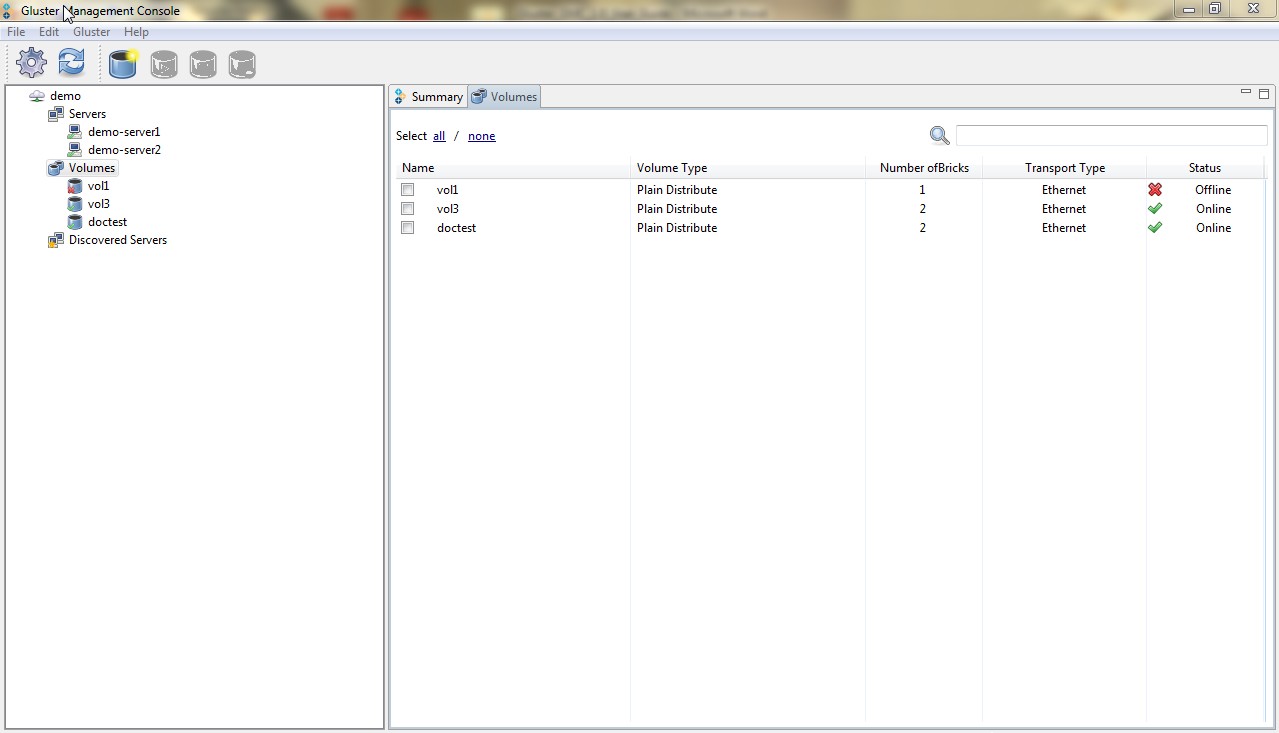 Gluster Management Console
File Edit Gluster Help
demo
Servers
demo-server1
demo-server2
Volumes
vol1
vol3
doctest
Discovered Servers
Summary Volumes
Select all / none
Name Volume Type Number ofBricks Transport Type Status
vol1 Plain Distribute 1 Ethernet Offline
vol3 Plain Distribute 2 Ethernet Online
doctest Plain Distribute 2 Ethernet Online